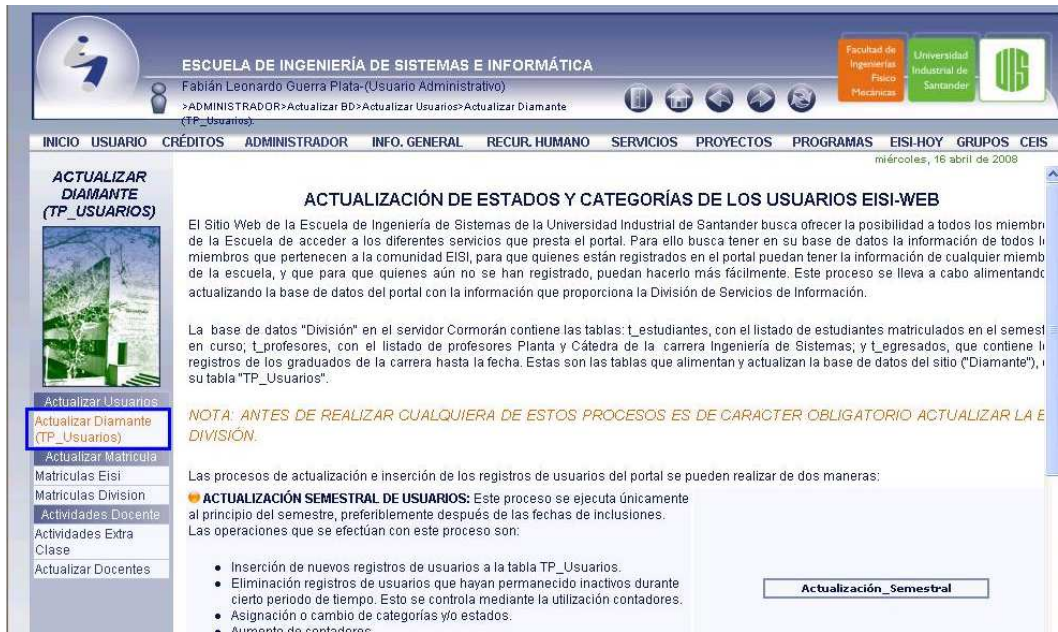 ESCUELA DE INGENIERÍA DE SISTEMAS E INFORMÁTICA
Fabián Leonardo Guerra Plata-(Usuario Administrativo)
>ADMINISTRADOR>Actualizar BD>Actualizar Usuarios>Actualizar Diamante
(TP_Usuarios).
Facultad de
Ingenierías
Físico
Mecánicas
Universidad
Industrial de
Santander
UIS
INICIO USUARIO CRÉDITOS ADMINISTRADOR INFO. GENERAL RECUR. HUMANO SERVICIOS PROYECTOS PROGRAMAS EISI-HOY GRUPOS CEIS
miércoles, 16 abril de 2008
ACTUALIZAR
DIAMANTE
(TP_USUARIOS)
Actualizar Usuarios
Actualizar Diamante
(TP_Usuarios)
Actualizar Matricula
Matriculas Eisi
Matriculas Division
Actividades Docente
Actividades Extra
Clase
Actualizar Docentes
ACTUALIZACIÓN DE ESTADOS Y CATEGORÍAS DE LOS USUARIOS EISI-WEB
El Sitio Web de la Escuela de Ingeniería de Sistemas de la Universidad Industrial de Santander busca ofrecer la posibilidad a todos los miembr
de la Escuela de acceder a los diferentes servicios que presta el portal. Para ello busca tener en su base de datos la información de todos l
miembros que pertenecen a la comunidad EISI, para que quienes están registrados en el portal puedan tener la información de cualquier miemb
de la escuela, y que para que quienes aún no se han registrado, puedan hacerlo más fácilmente. Este proceso se lleva a cabo alimentand
actualizando la base de datos del portal con la información que proporciona la División de Servicios de Información.
La base de datos "División" en el servidor Cormorán contiene las tablas: t_estudiantes, con el listado de estudiantes matriculados en el semest
en curso; t_profesores, con el listado de profesores Planta y Cátedra de la carrera Ingeniería de Sistemas; y t_egresados, que contiene l
registros de los graduados de la carrera hasta la fecha. Estas son las tablas que alimentan y actualizan la base de datos del sitio ("Diamante"),
su tabla "TP_Usuarios".
NOTA: ANTES DE REALIZAR CUALQUIERA DE ESTOS PROCESOS ES DE CARACTER OBLIGATORIO ACTUALIZAR LA
DIVISIÓN.
Las procesos de actualización e inserción de los registros de usuarios del portal se pueden realizar de dos maneras:
ACTUALIZACIÓN SEMESTRAL DE USUARIOS: Este proceso se ejecuta únicamente
al principio del semestre, preferiblemente después de las fechas de inclusiones.
Las operaciones que se efectúan con este proceso son:
Inserción de nuevos registros de usuarios a la tabla TP_Usuarios.
Eliminación registros de usuarios que hayan permanecido inactivos durante
cierto periodo de tiempo. Esto se controla mediante la utilización contadores.
Asignación o cambio de categorías y/o estados.
Aumento de contadores.
Actualización_Semestral